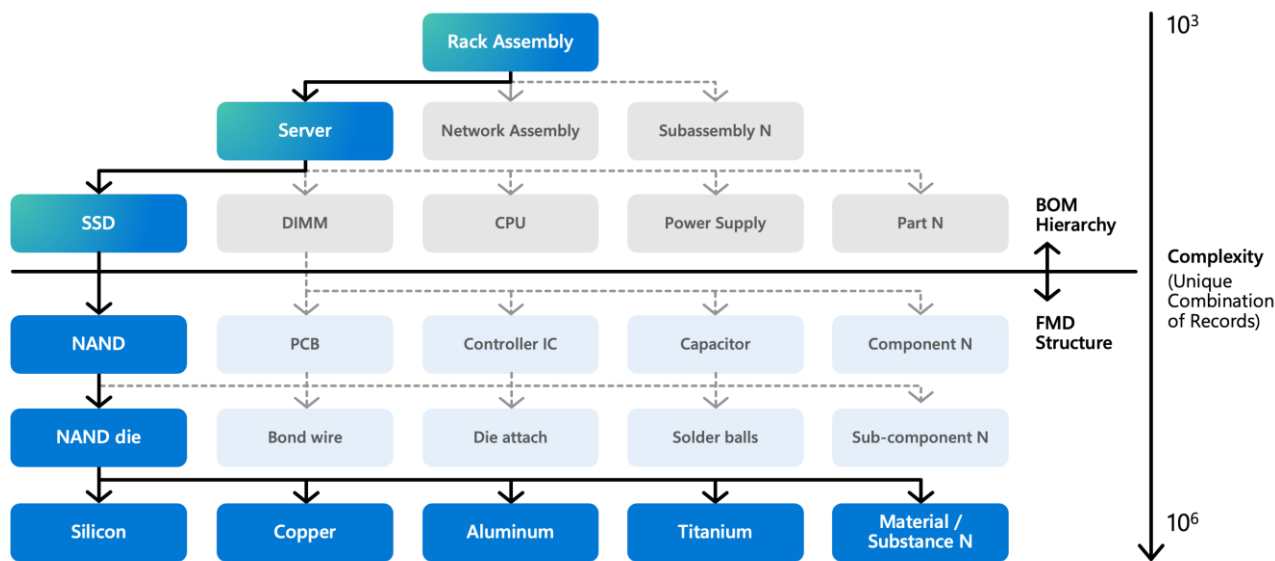 Rack Assembly
10³
Server
Network Assembly
Subassembly N
SSD
DIMM
CPU
Power Supply
Part N
BOM
Hierarchy
Complexity
(Unique
Combination
of Records)
FMD
Structure
NAND
PCB
Controller IC
Capacitor
Component N
NAND die
Bond wire
Die attach
Solder balls
Sub-component N
Silicon
Copper
Aluminum
Titanium
Material /
Substance N
10⁶